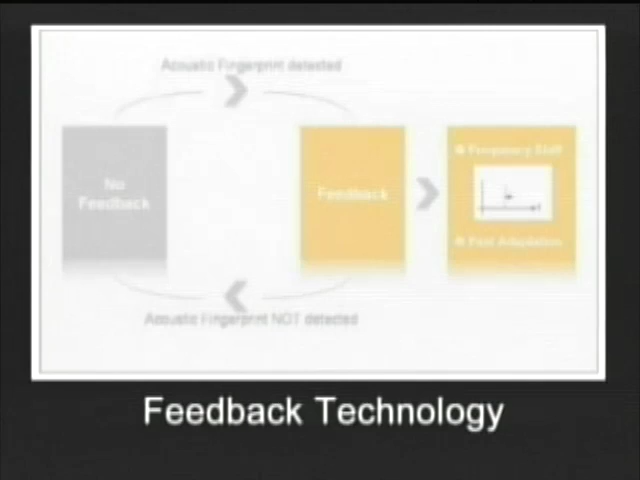 Acoustic Fingerprint detected
No
Feedback
Feedback
Frequency Shift
Fast Adaptation
Acoustic Fingerprint NOT detected
Feedback Technology